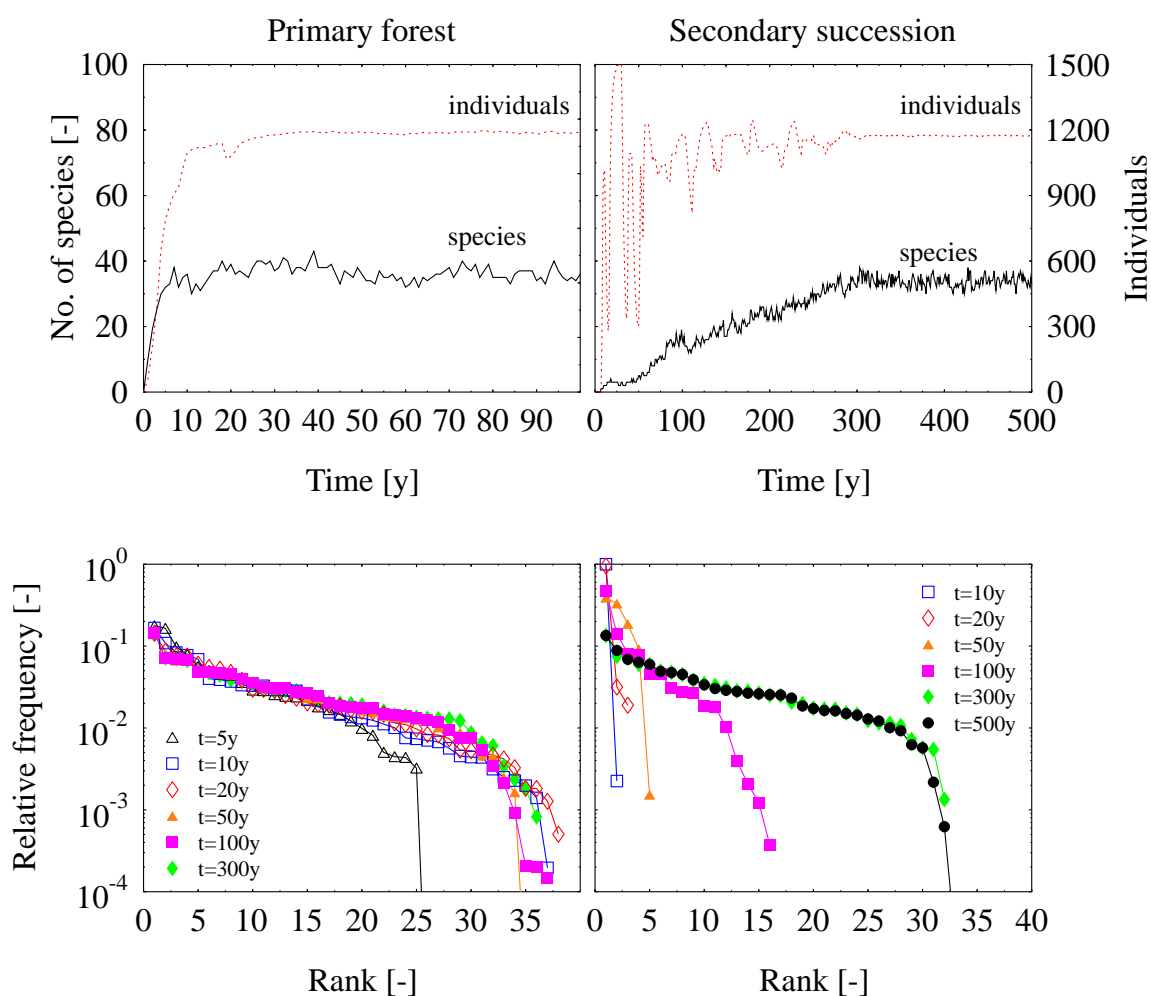 Primary forest
Secondary succession
No. of species [-]
100
80
60
40
20
0
individuals
species
0 10 20 30 40 50 60 70 80 90
Time [y]
individuals
species
1500
1200
900
600
300
0
Individuals
0 100 200 300 400 500
Time [y]
Relative frequency [-]
10^0
10^-1
10^-2
10^-3
10^-4
t=5y
t=10y
t=20y
t=50y
t=100y
t=300y
0 5 10 15 20 25 30 35
Rank [-]
t=10y
t=20y
t=50y
t=100y
t=300y
t=500y
0 5 10 15 20 25 30 35 40
Rank [-]